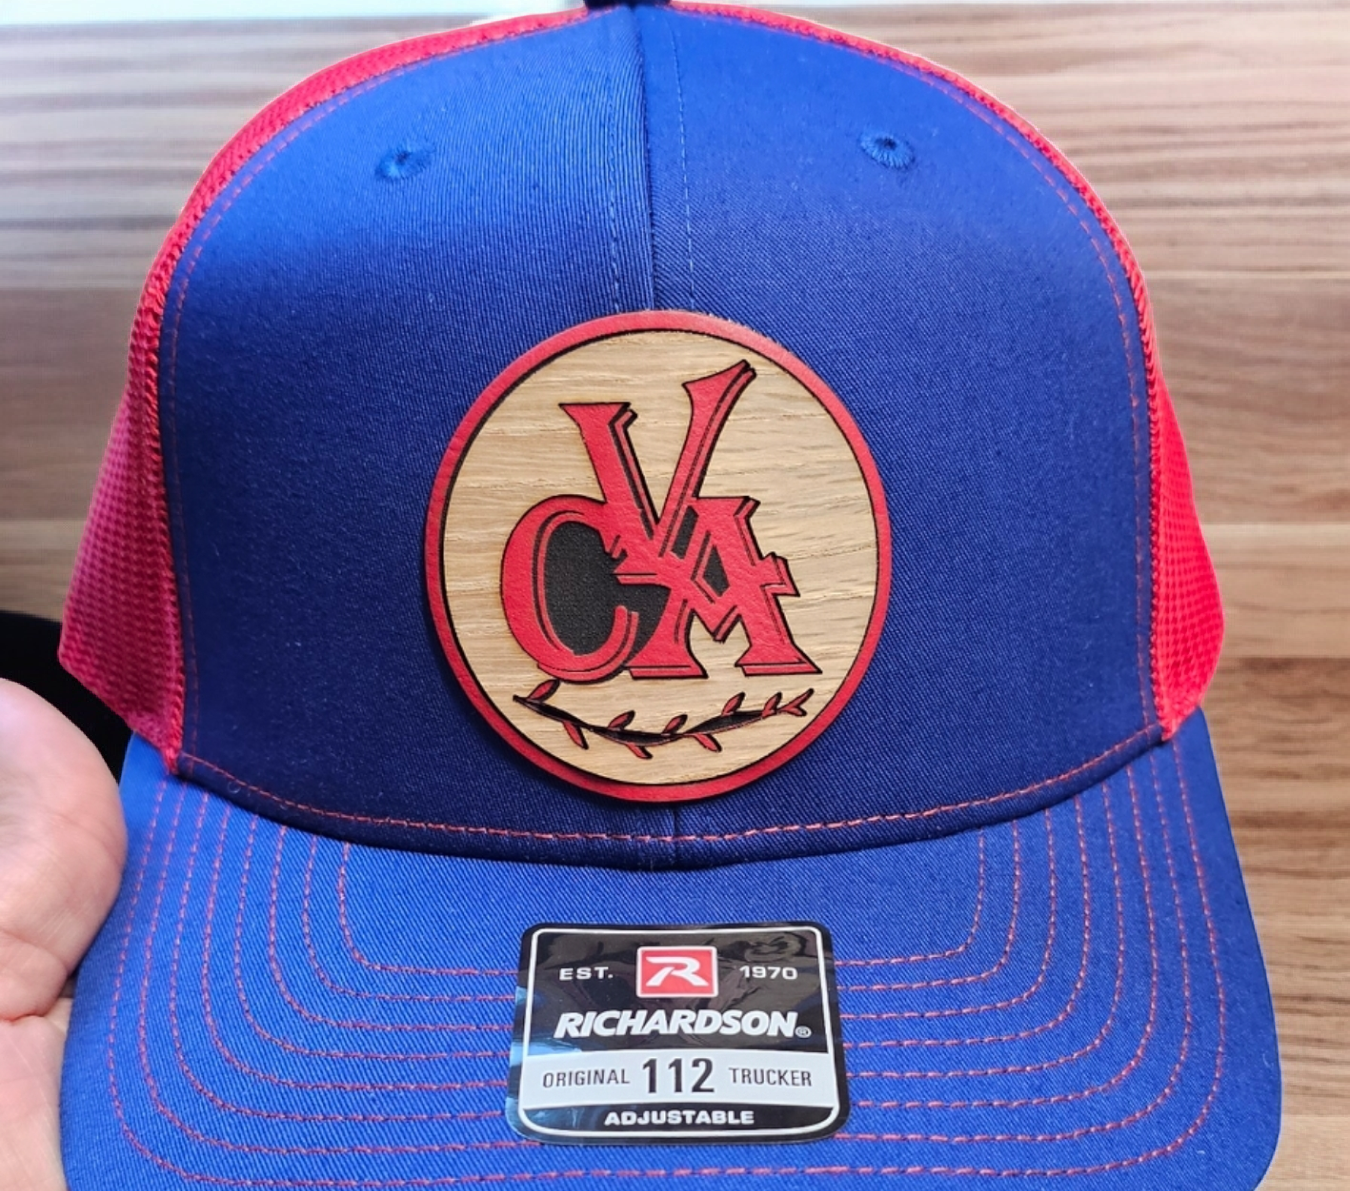 CVA
EST. R 1970
RICHARDSON®
ORIGINAL 112 TRUCKER
ADJUSTABLE